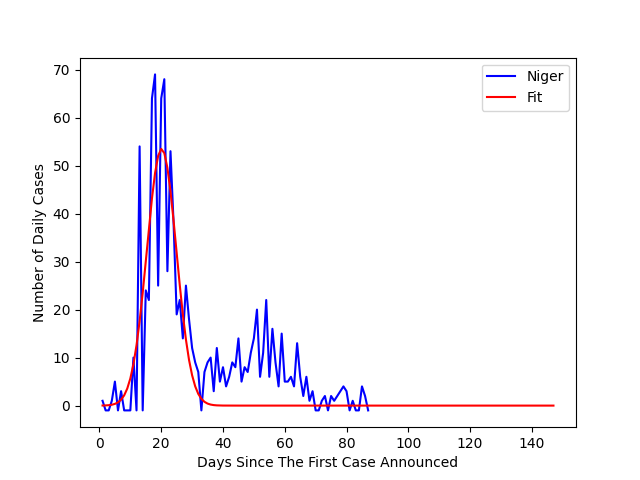 Niger
Fit
Number of Daily Cases
70
60
50
40
30
20
10
0
0 20 40 60 80 100 120 140
Days Since The First Case Announced